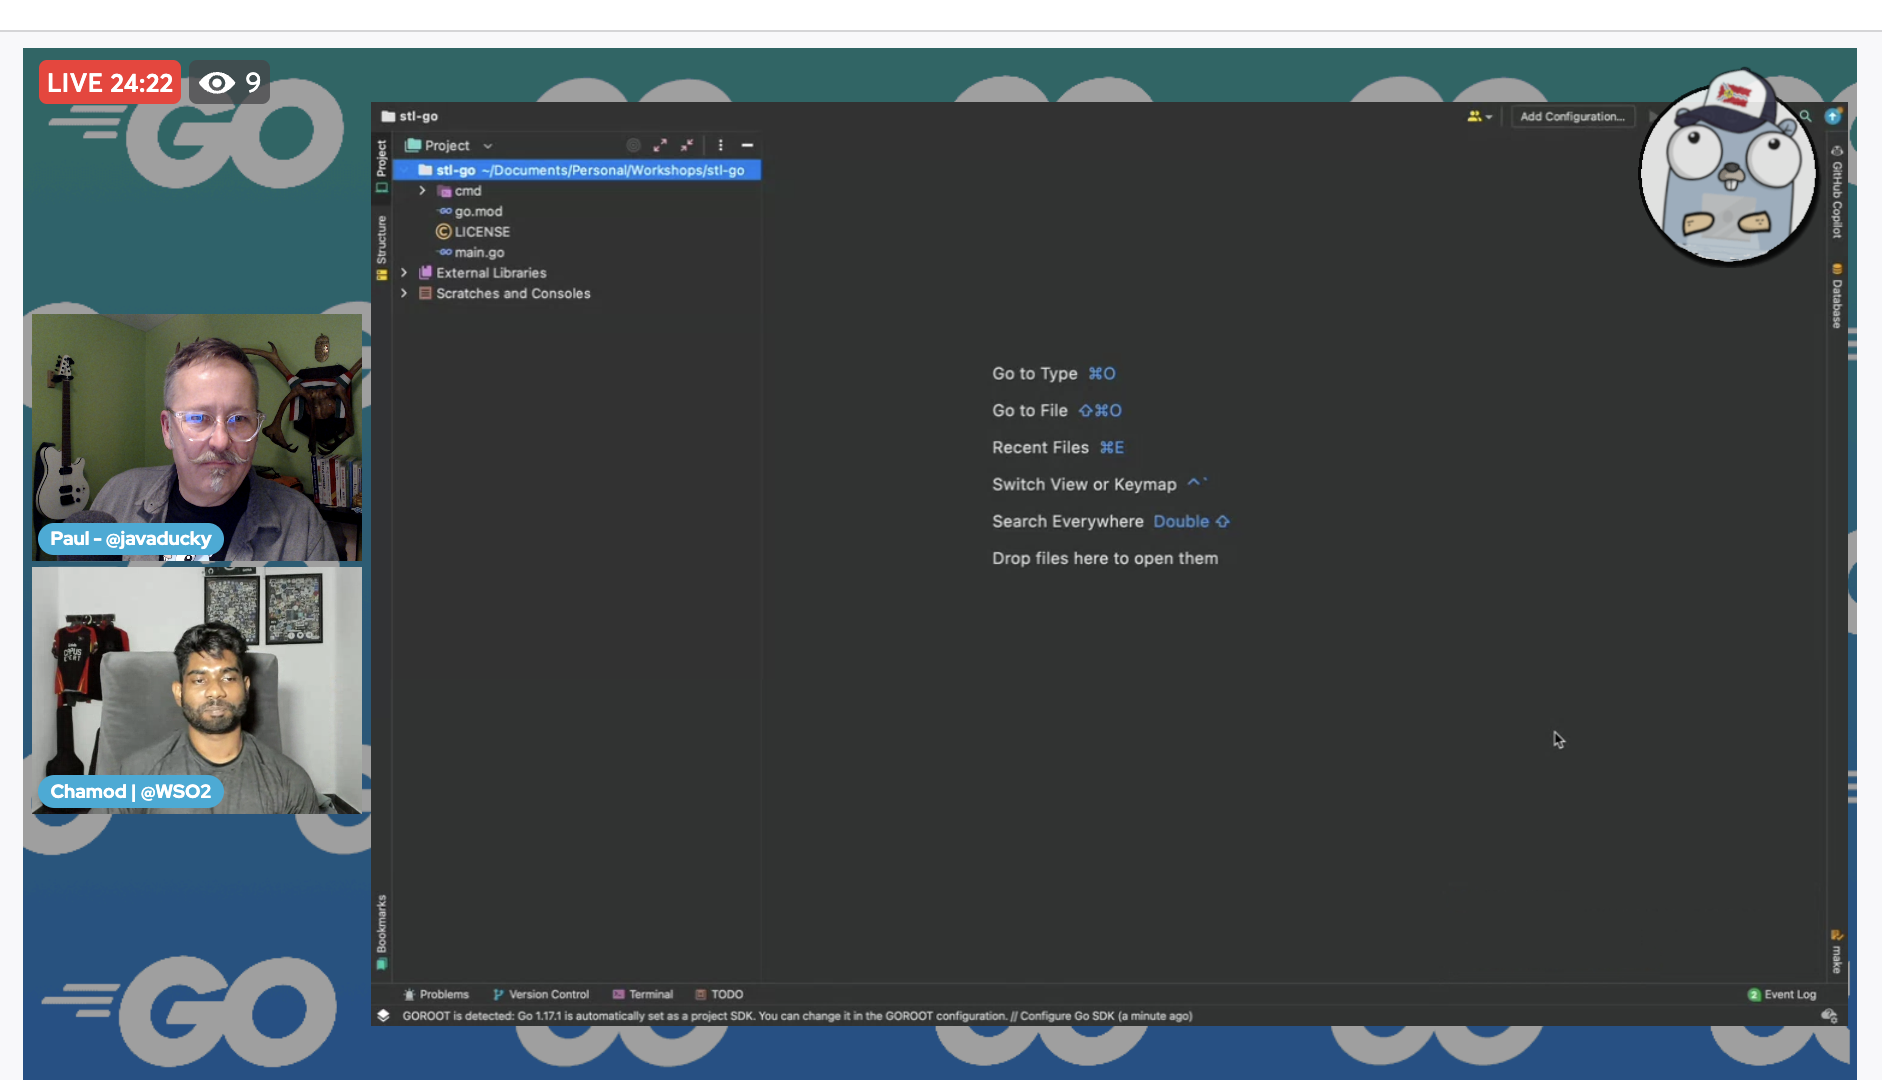 LIVE 24:22 9
GO
stl-go
Add Configuration...
Project
Project
stl-go ~/Documents/Personal/Workshops/stl-go
cmd
go.mod
LICENSE
main.go
External Libraries
Scratches and Consoles
Structure
Bookmarks
Go to Type ⌘O
Go to File ⇧⌘O
Recent Files ⌘E
Switch View or Keymap ^`
Search Everywhere Double ⇧
Drop files here to open them
GitHub Copilot
Database
make
Paul - @javaducky
Chamod | @WSO2
GO
Problems
Version Control
Terminal
TODO
2 Event Log
GOROOT is detected: Go 1.17.1 is automatically set as a project SDK. You can change it in the GOROOT configuration. // Configure Go SDK (a minute ago)